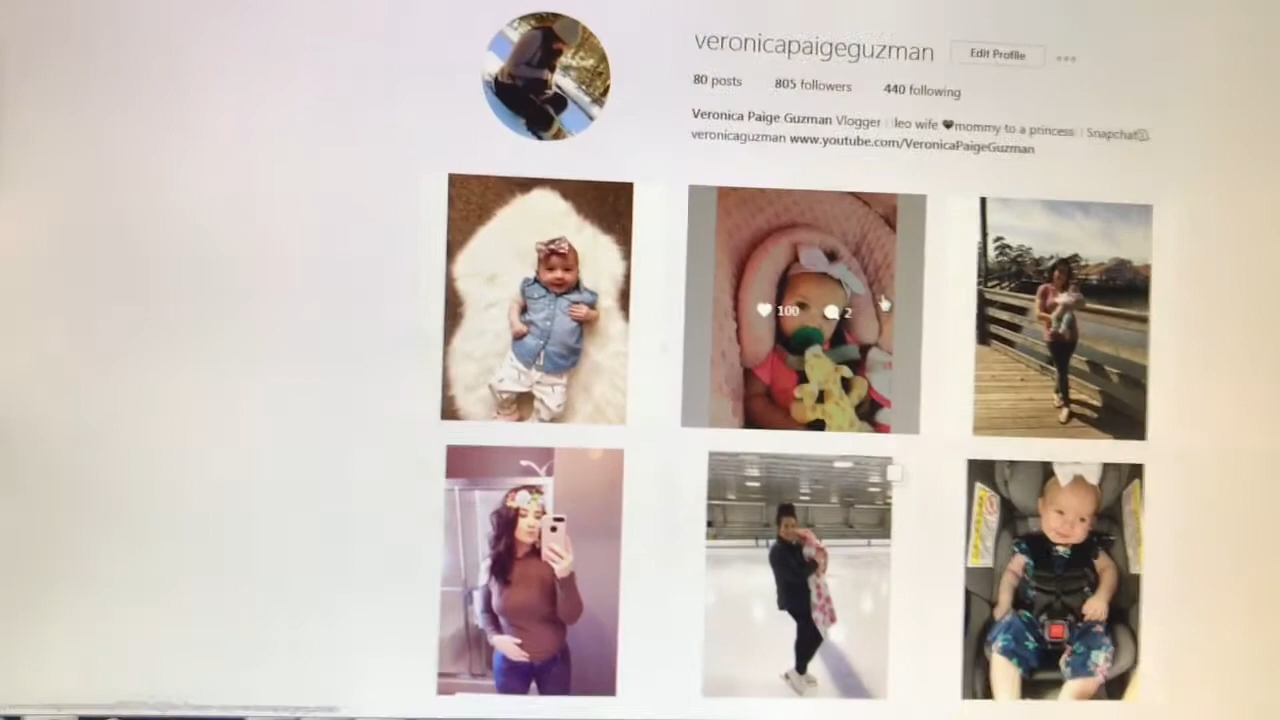 veronicapaigeguzman Edit Profile
80 posts 805 followers 440 following
Veronica Paige Guzman Vlogger leo wife 🖤mommy to a princess Snapchat
veronicaguzman www.youtube.com/VeronicaPaigeGuzman
100 2